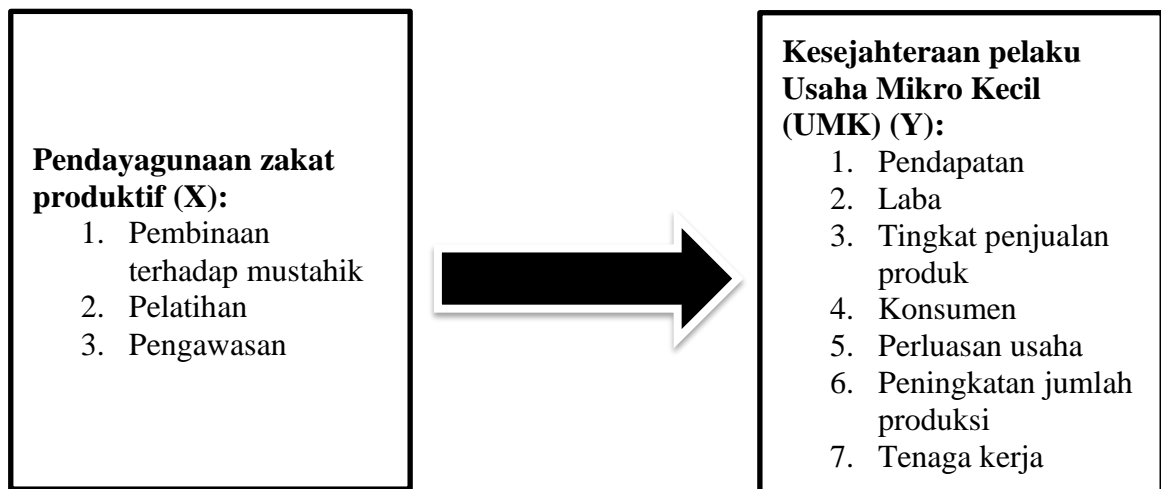 Pendayagunaan zakat
produktif (X):
1. Pembinaan
terhadap mustahik
2. Pelatihan
3. Pengawasan
Kesejahteraan pelaku
Usaha Mikro Kecil
(UMK) (Y):
1. Pendapatan
2. Laba
3. Tingkat penjualan
produk
4. Konsumen
5. Perluasan usaha
6. Peningkatan jumlah
produksi
7. Tenaga kerja